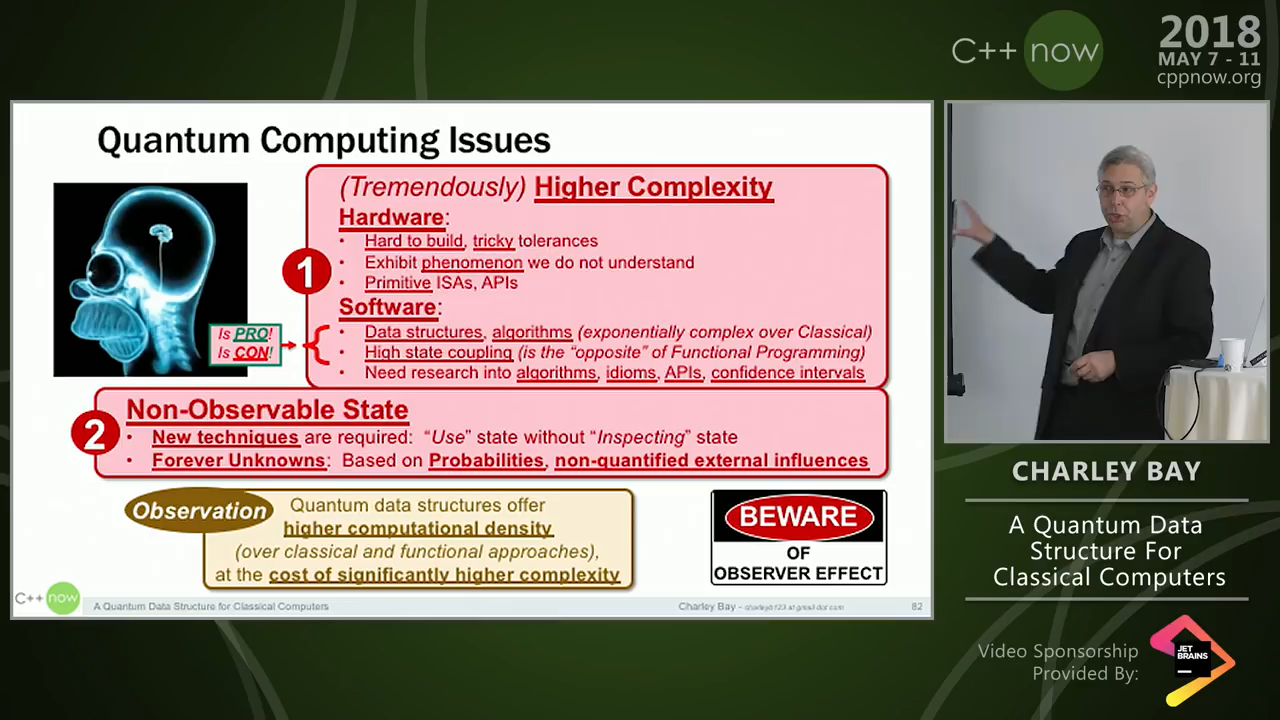 C++ now
2018
MAY 7 - 11
cppnow.org
Quantum Computing Issues
(Tremendously) Higher Complexity
Hardware:
• Hard to build, tricky tolerances
• Exhibit phenomenon we do not understand
• Primitive ISAs, APIs
Software:
• Data structures, algorithms (exponentially complex over Classical)
• High state coupling (is the “opposite” of Functional Programming)
• Need research into algorithms, idioms, APIs, confidence intervals
1
Is PRO!
Is CON!
2
Non-Observable State
• New techniques are required: “Use” state without “Inspecting” state
• Forever Unknowns: Based on Probabilities, non-quantified external influences
Observation
Quantum data structures offer
higher computational density
(over classical and functional approaches),
at the cost of significantly higher complexity
BEWARE
OF
OBSERVER EFFECT
C++ now
A Quantum Data Structure for Classical Computers
Charley Bay – charleyb123 at gmail dot com
82
CHARLEY BAY
A Quantum Data
Structure For
Classical Computers
Video Sponsorship
Provided By:
JET
BRAINS